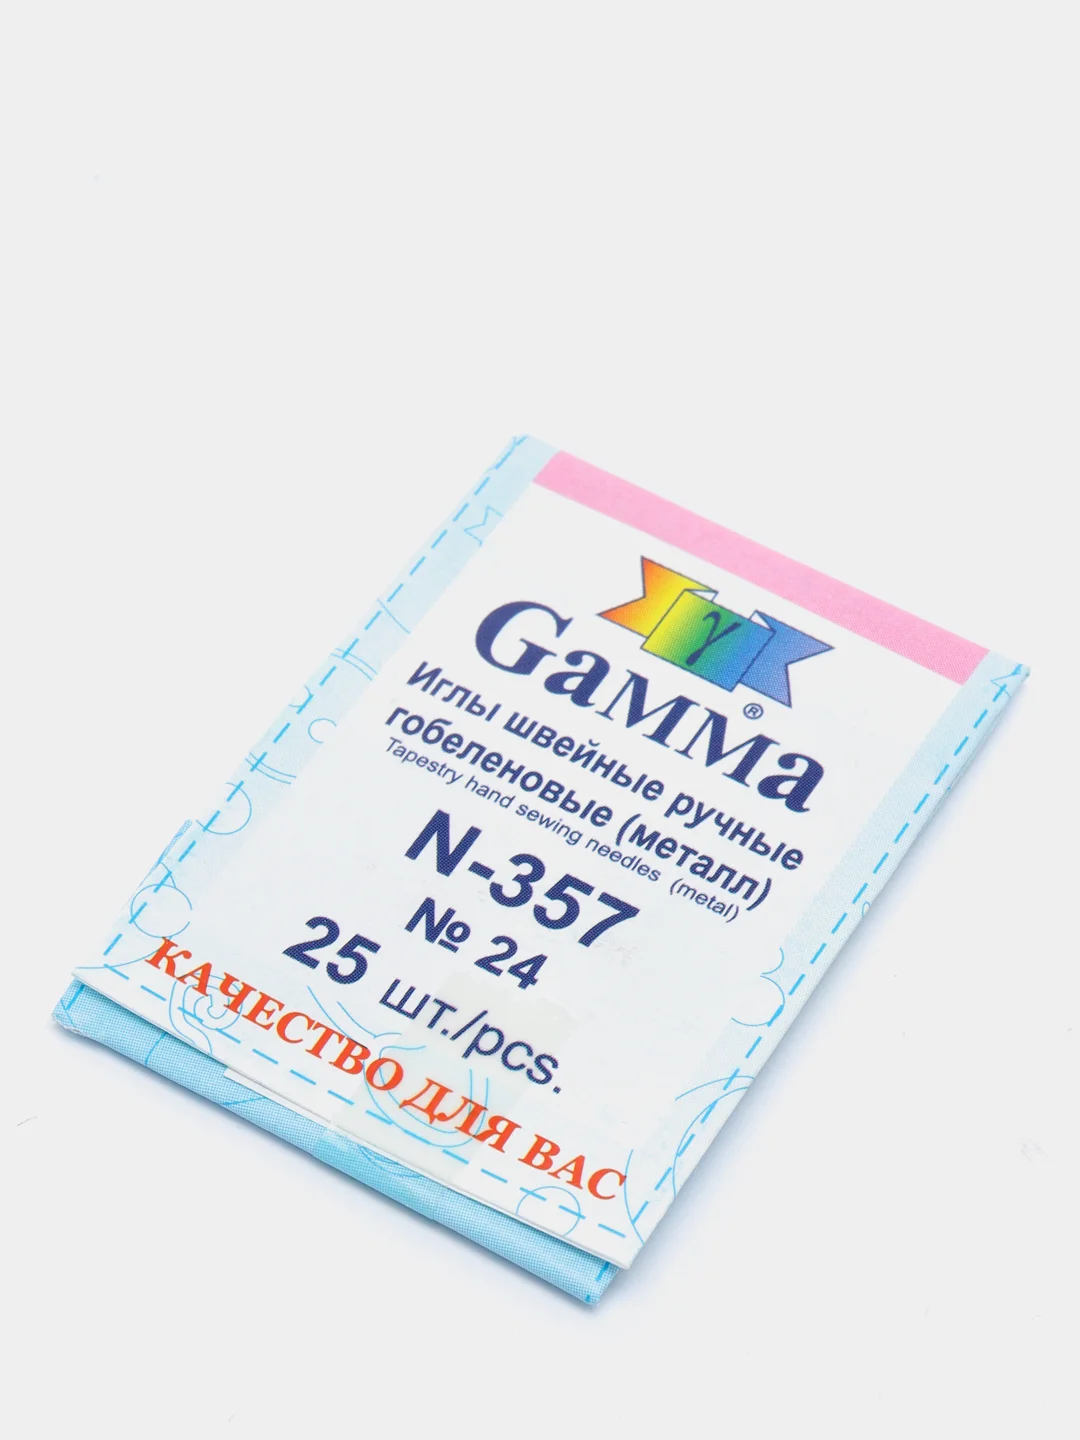 γ
Gamma®
Иглы швейные ручные
гобеленовые (металл)
Tapestry hand sewing needles (metal)
N-357
№ 24
25 шт./pcs.
КАЧЕСТВО ДЛЯ ВАС